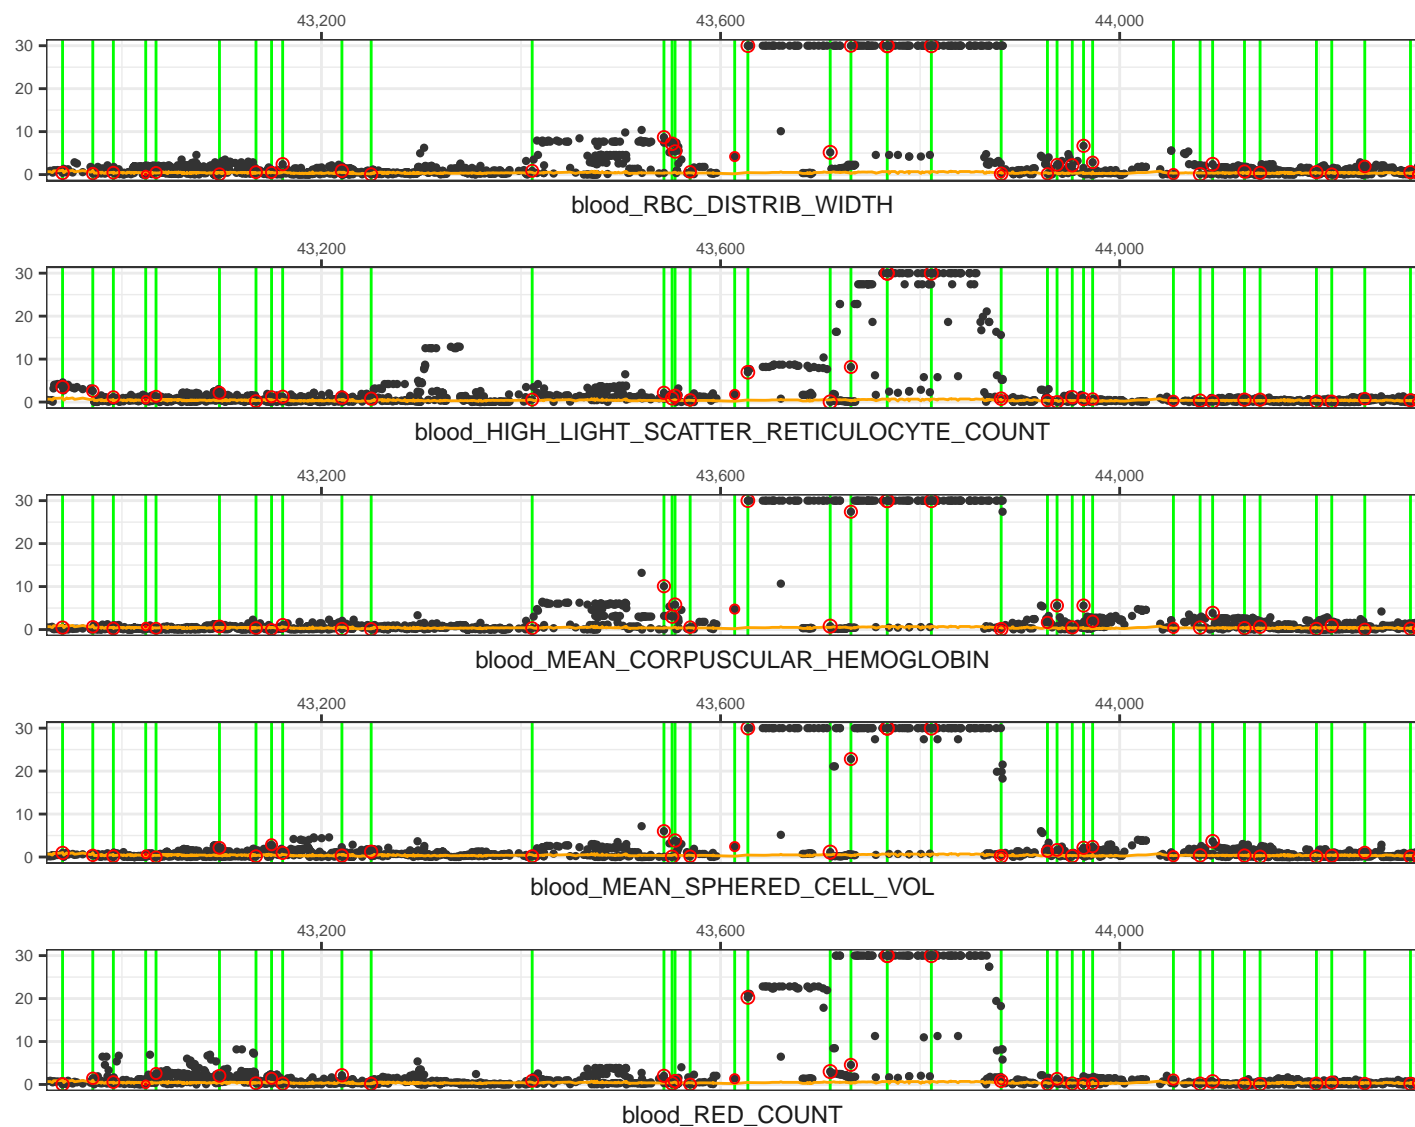 43,200 43,600 44,000
30
20
10
0
blood_RBC_DISTRIB_WIDTH
43,200 43,600 44,000
30
20
10
0
blood_HIGH_LIGHT_SCATTER_RETICULOCYTE_COUNT
43,200 43,600 44,000
30
20
10
0
blood_MEAN_CORPUSCULAR_HEMOGLOBIN
43,200 43,600 44,000
30
20
10
0
blood_MEAN_SPHERED_CELL_VOL
43,200 43,600 44,000
30
20
10
0
blood_RED_COUNT